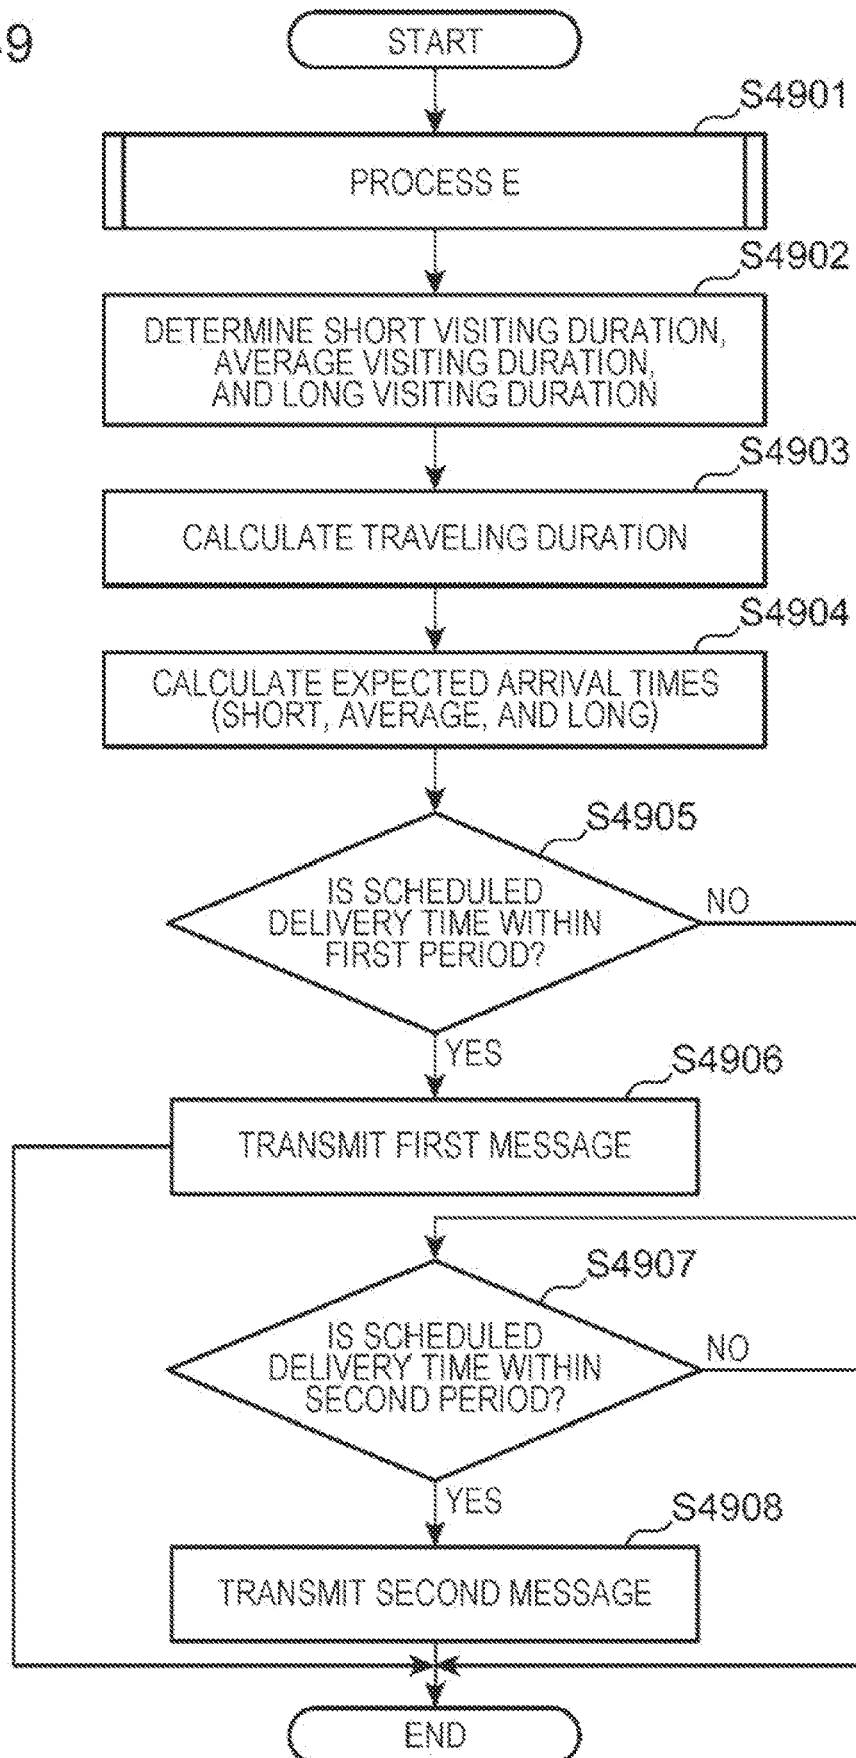 9
START
S4901
PROCESS E
S4902
DETERMINE SHORT VISITING DURATION,
AVERAGE VISITING DURATION,
AND LONG VISITING DURATION
S4903
CALCULATE TRAVELING DURATION
S4904
CALCULATE EXPECTED ARRIVAL TIMES
(SHORT, AVERAGE, AND LONG)
S4905
IS SCHEDULED
DELIVERY TIME WITHIN
FIRST PERIOD?
NO
YES
S4906
TRANSMIT FIRST MESSAGE
S4907
IS SCHEDULED
DELIVERY TIME WITHIN
SECOND PERIOD?
NO
YES
S4908
TRANSMIT SECOND MESSAGE
END